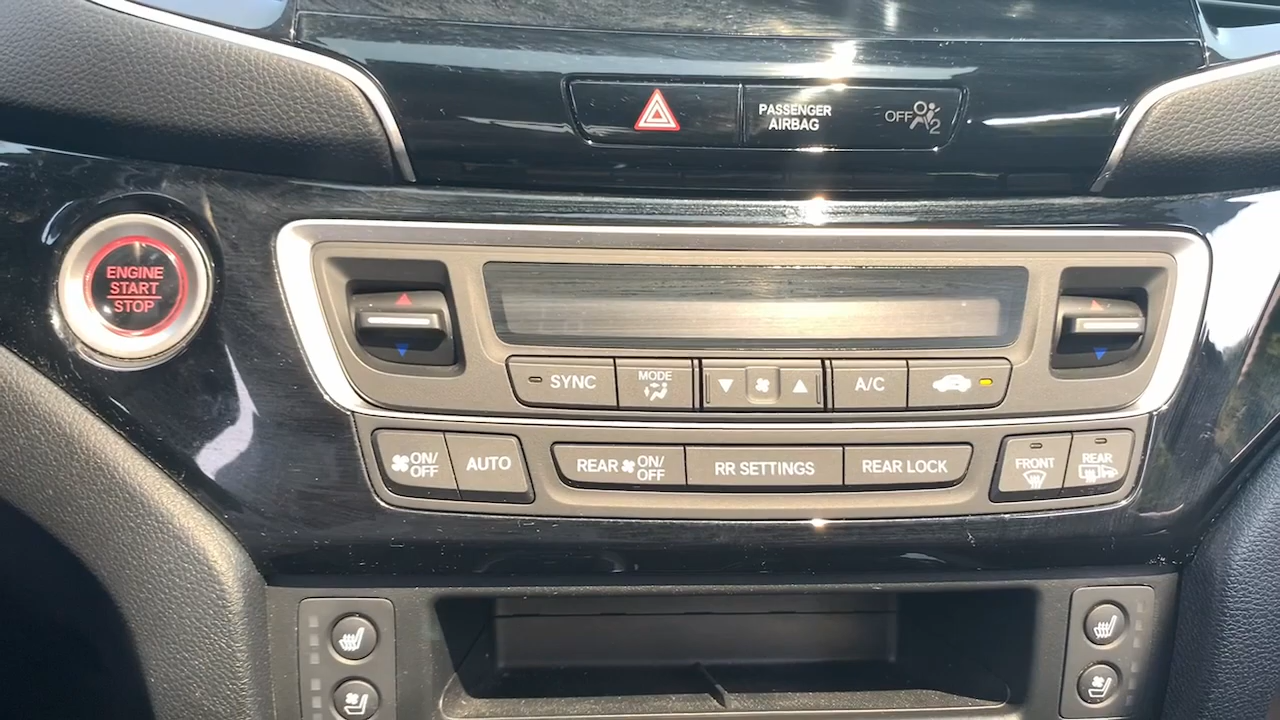 PASSENGER
AIRBAG
OFF
2
ENGINE
START
STOP
SYNC
MODE
A/C
ON/
OFF
AUTO
REAR ON/
OFF
RR SETTINGS
REAR LOCK
FRONT
REAR